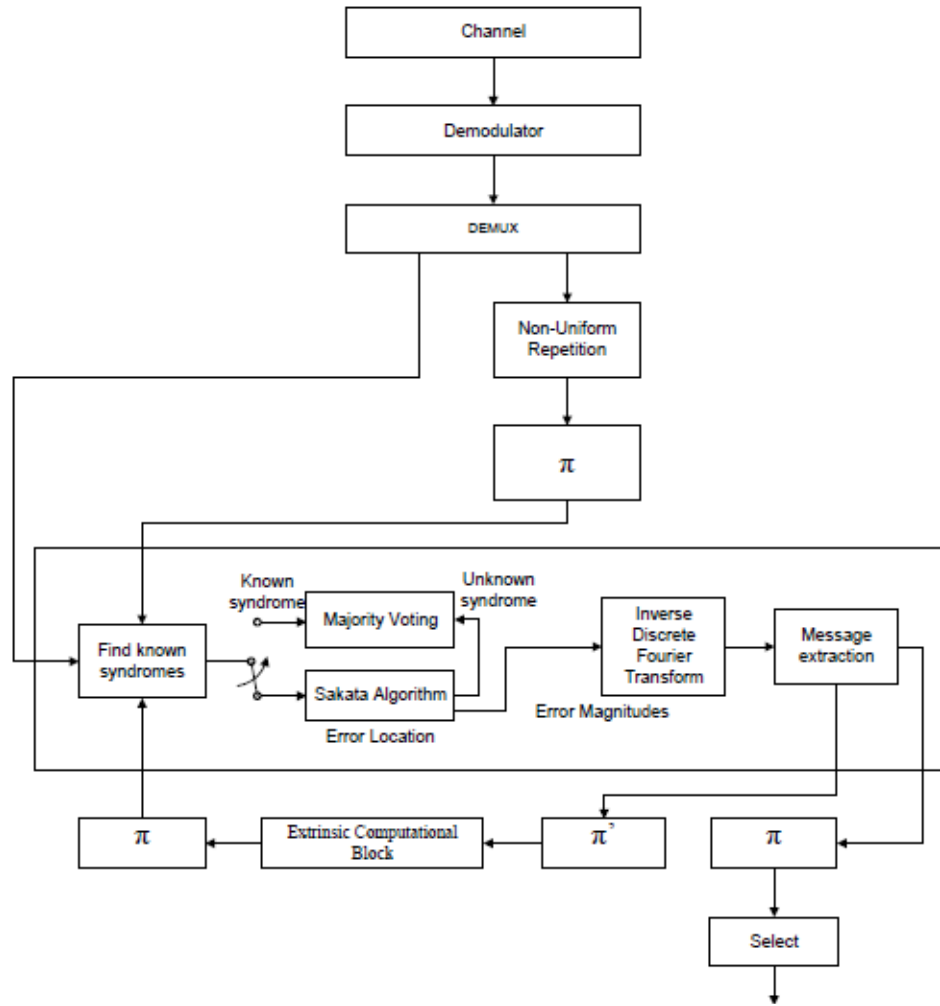 Channel
Demodulator
DEMUX
Non-Uniform
Repetition
π
Known
syndrome
Unknown
syndrome
Majority Voting
Find known
syndromes
Sakata Algorithm
Error Location
Inverse
Discrete
Fourier
Transform
Error Magnitudes
Message
extraction
π
Extrinsic Computational
Block
π’
π
Select